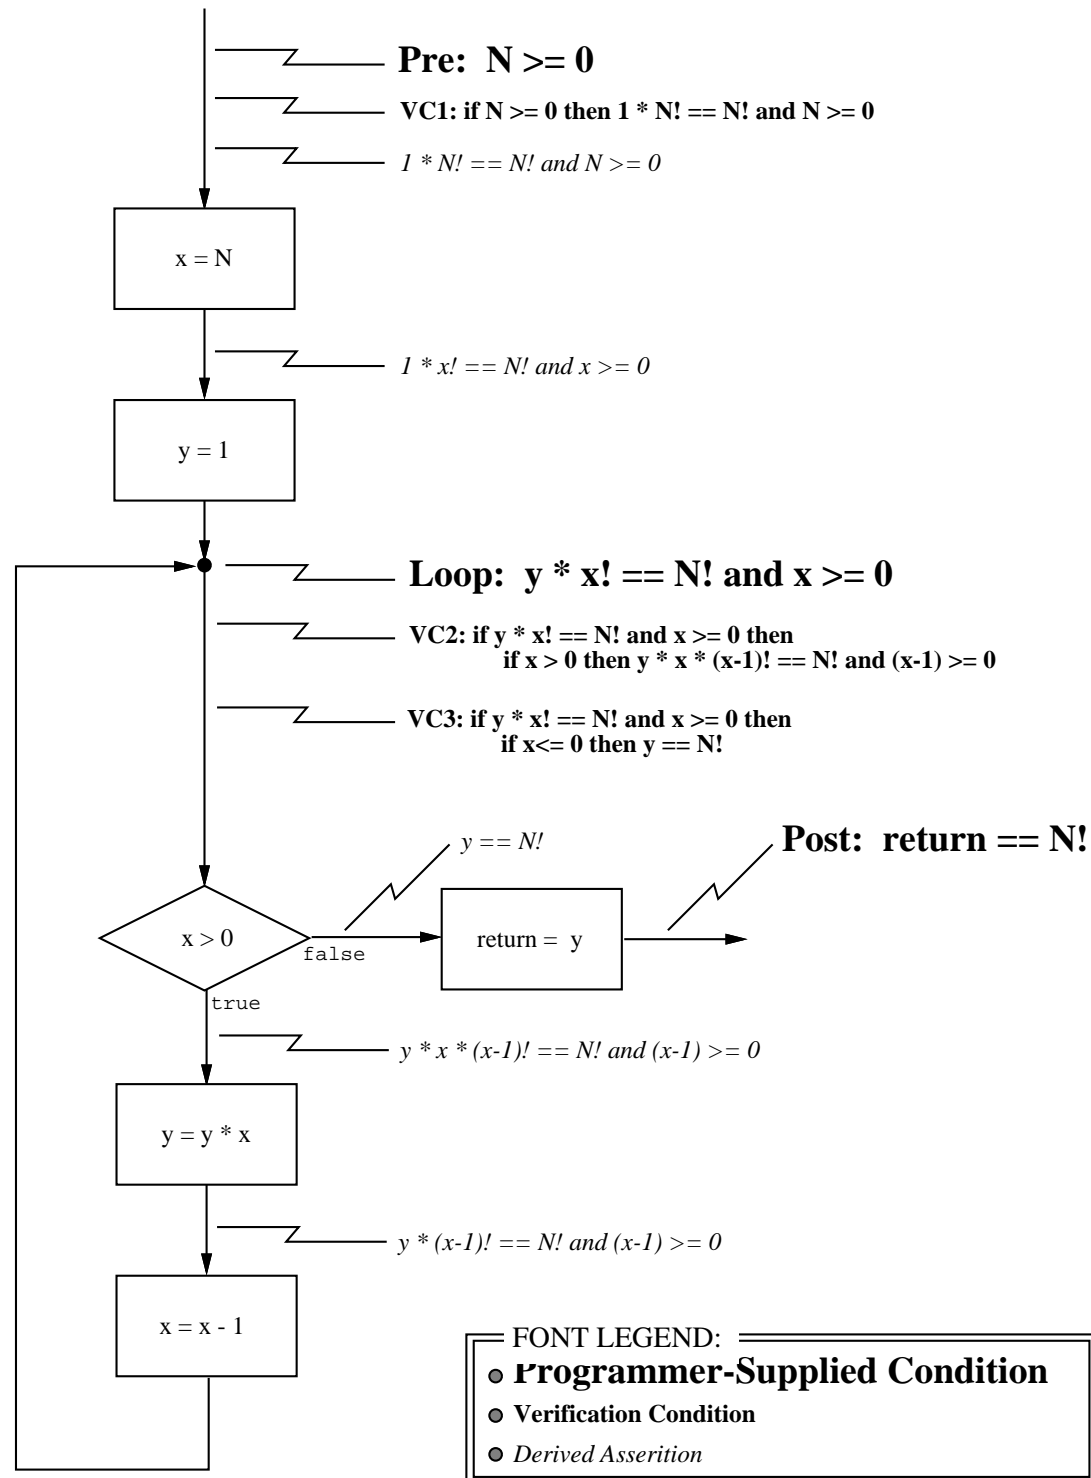 Pre: N >= 0
VC1: if N >= 0 then 1 * N! == N! and N >= 0
1 * N! == N! and N >= 0
x = N
1 * x! == N! and x >= 0
y = 1
Loop: y * x! == N! and x >= 0
VC2: if y * x! == N! and x >= 0 then
if x > 0 then y * x * (x-1)! == N! and (x-1) >= 0
VC3: if y * x! == N! and x >= 0 then
if x<= 0 then y == N!
y == N!
Post: return == N!
x > 0
false
return = y
true
y * x * (x-1)! == N! and (x-1) >= 0
y = y * x
y * (x-1)! == N! and (x-1) >= 0
x = x - 1
FONT LEGEND:
Programmer-Supplied Condition
Verification Condition
Derived Asserition